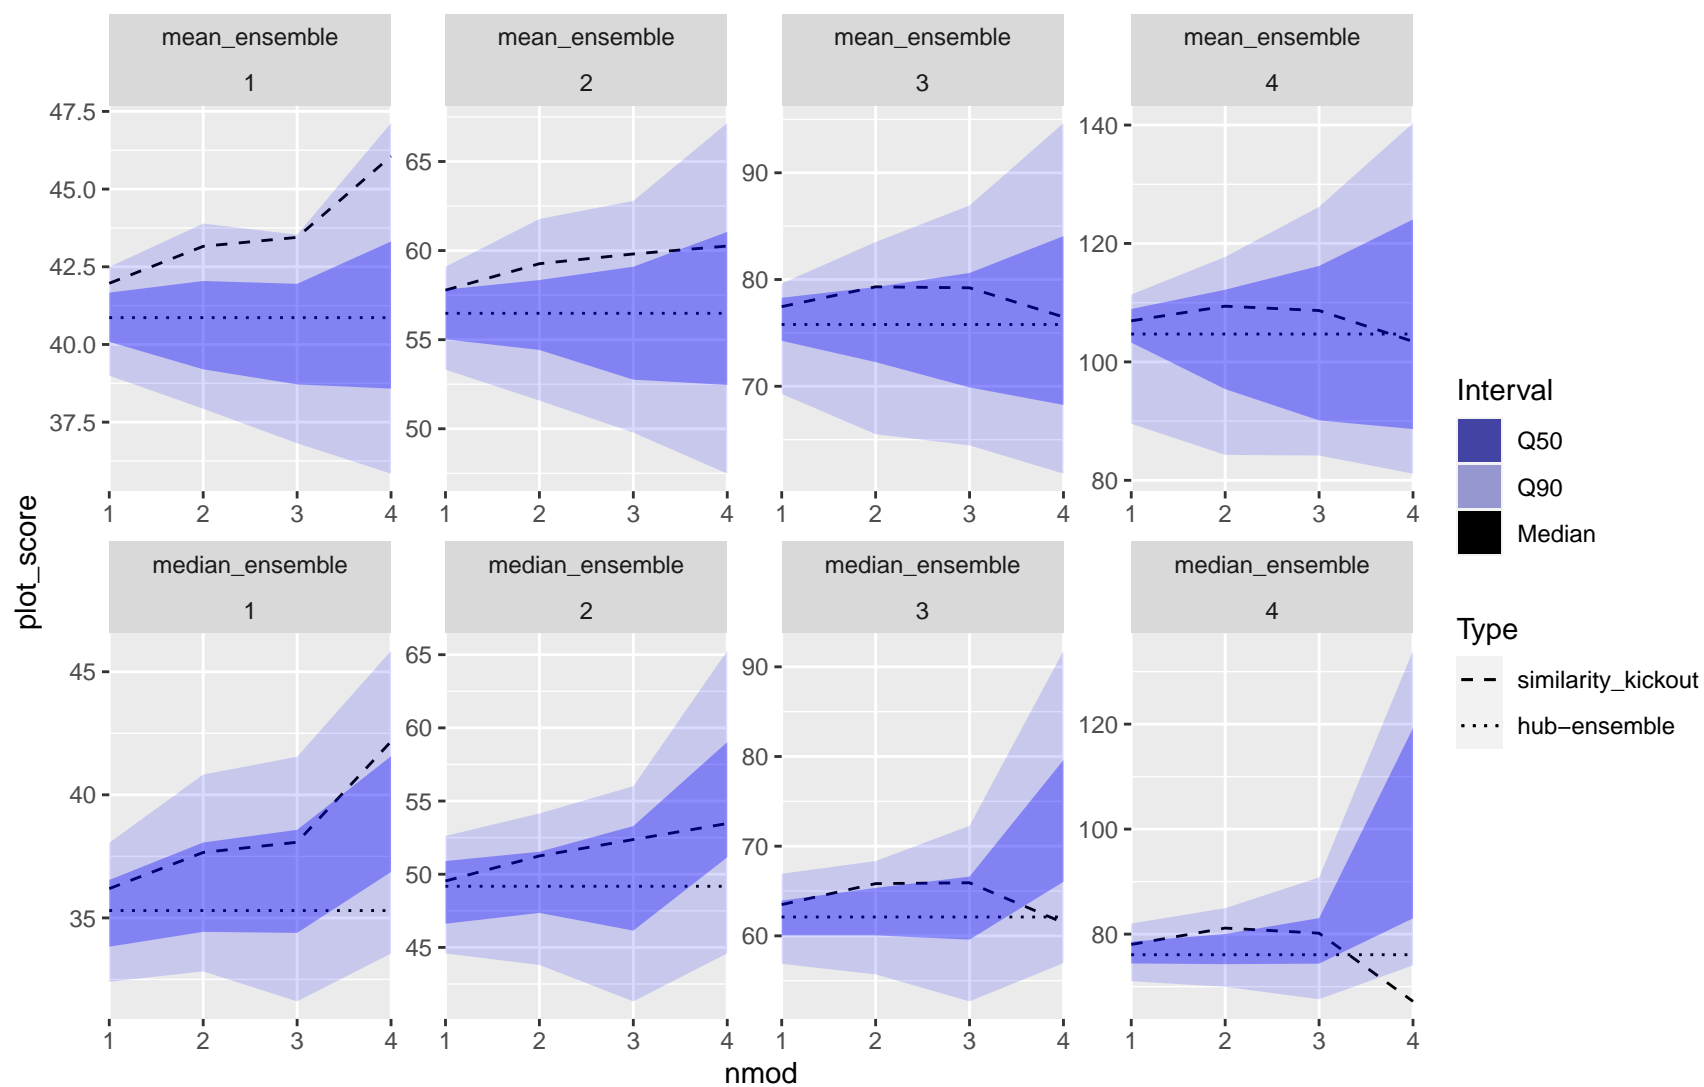 mean_ensemble mean_ensemble mean_ensemble mean_ensemble
1 2 3 4
47.5
45.0
42.5
40.0
37.5
65
60
55
50
90
80
70
140
120
100
80
1 2 3 4 1 2 3 4 1 2 3 4 1 2 3 4
median_ensemble median_ensemble median_ensemble median_ensemble
1 2 3 4
45
40
35
65
60
55
50
45
90
80
70
60
120
100
80
1 2 3 4 1 2 3 4 1 2 3 4 1 2 3 4
nmod
plot_score
Interval
Q50
Q90
Median
Type
similarity_kickout
hub−ensemble